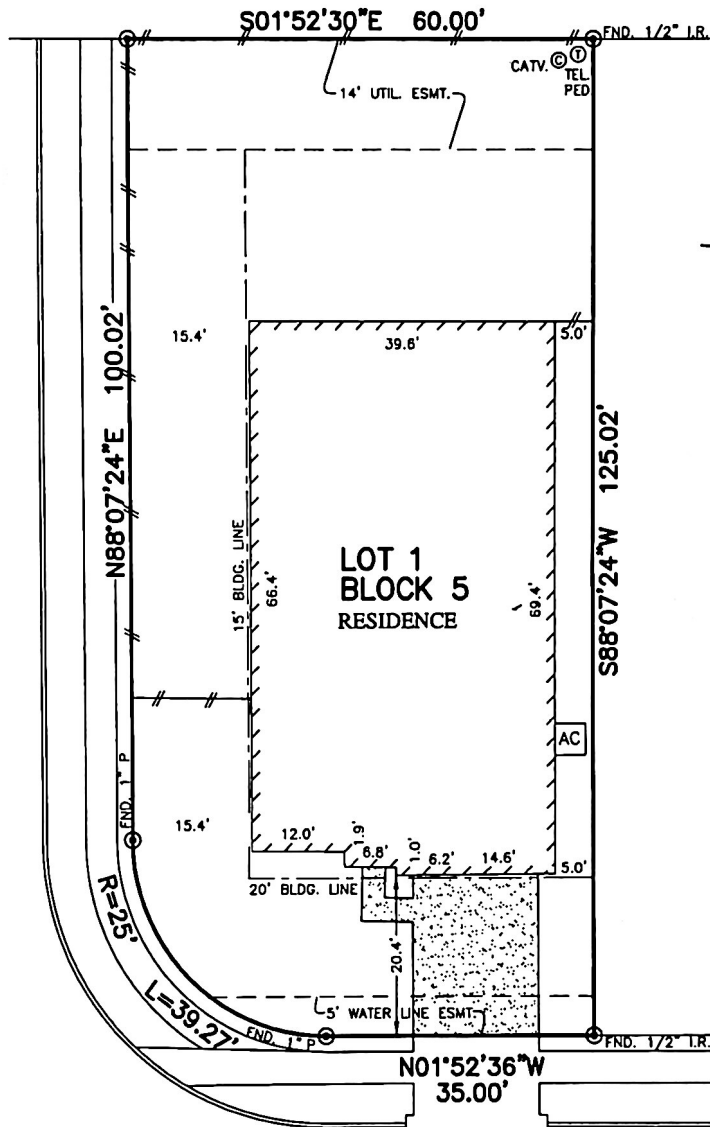 S01°52'30"E 60.00'
FND. 1/2" I.R.
CATV. C T
TEL.
PED
14' UTIL. ESMT.
N88°07'24"E 100.02'
15.4'
39.6'
5.0'
S88°07'24"W 125.02'
15' BLDG. LINE
66.4'
LOT 1
BLOCK 5
RESIDENCE
69.4'
AC
FND. 1" P
15.4'
12.0'
1.9'
6.8'
1.0'
6.2'
14.6'
5.0'
20' BLDG. LINE
R=25'
L=39.27'
20.4'
5' WATER LINE ESMT.
FND. 1" P
FND. 1/2" I.R.
N01°52'36"W
35.00'